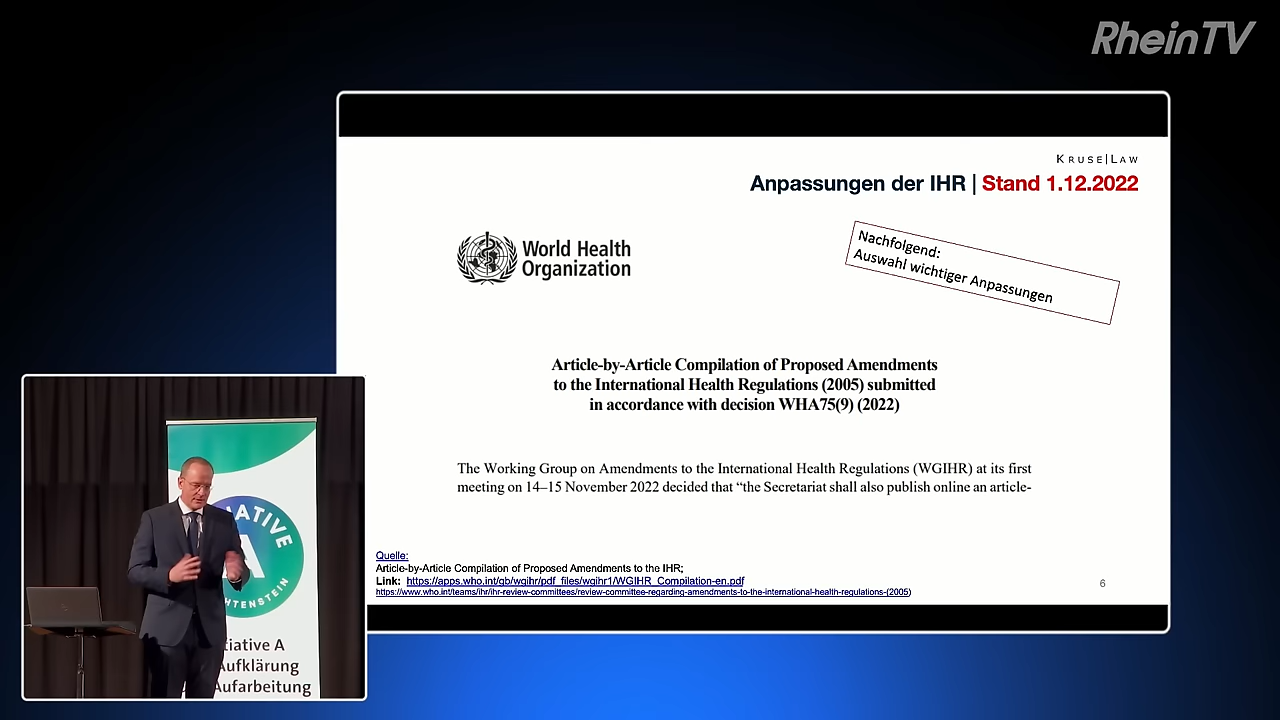 RheinTV
KRUSE|LAW
Anpassungen der IHR | Stand 1.12.2022
World Health
Organization
Nachfolgend:
Auswahl wichtiger Anpassungen
Article-by-Article Compilation of Proposed Amendments
to the International Health Regulations (2005) submitted
in accordance with decision WHA75(9) (2022)
The Working Group on Amendments to the International Health Regulations (WGIHR) at its first
meeting on 14–15 November 2022 decided that “the Secretariat shall also publish online an article-
Quelle:
Article-by-Article Compilation of Proposed Amendments to the IHR;
Link: https://apps.who.int/gb/wgihr/pdf_files/wgihr1/WGIHR_Compilation-en.pdf
https://www.who.int/teams/ihr/ihr-review-committees/review-committee-regarding-amendments-to-the-international-health-regulations-(2005)
6
IATIVE
A
HTENSTEIN
tiative A
Aufklärung
Aufarbeitung